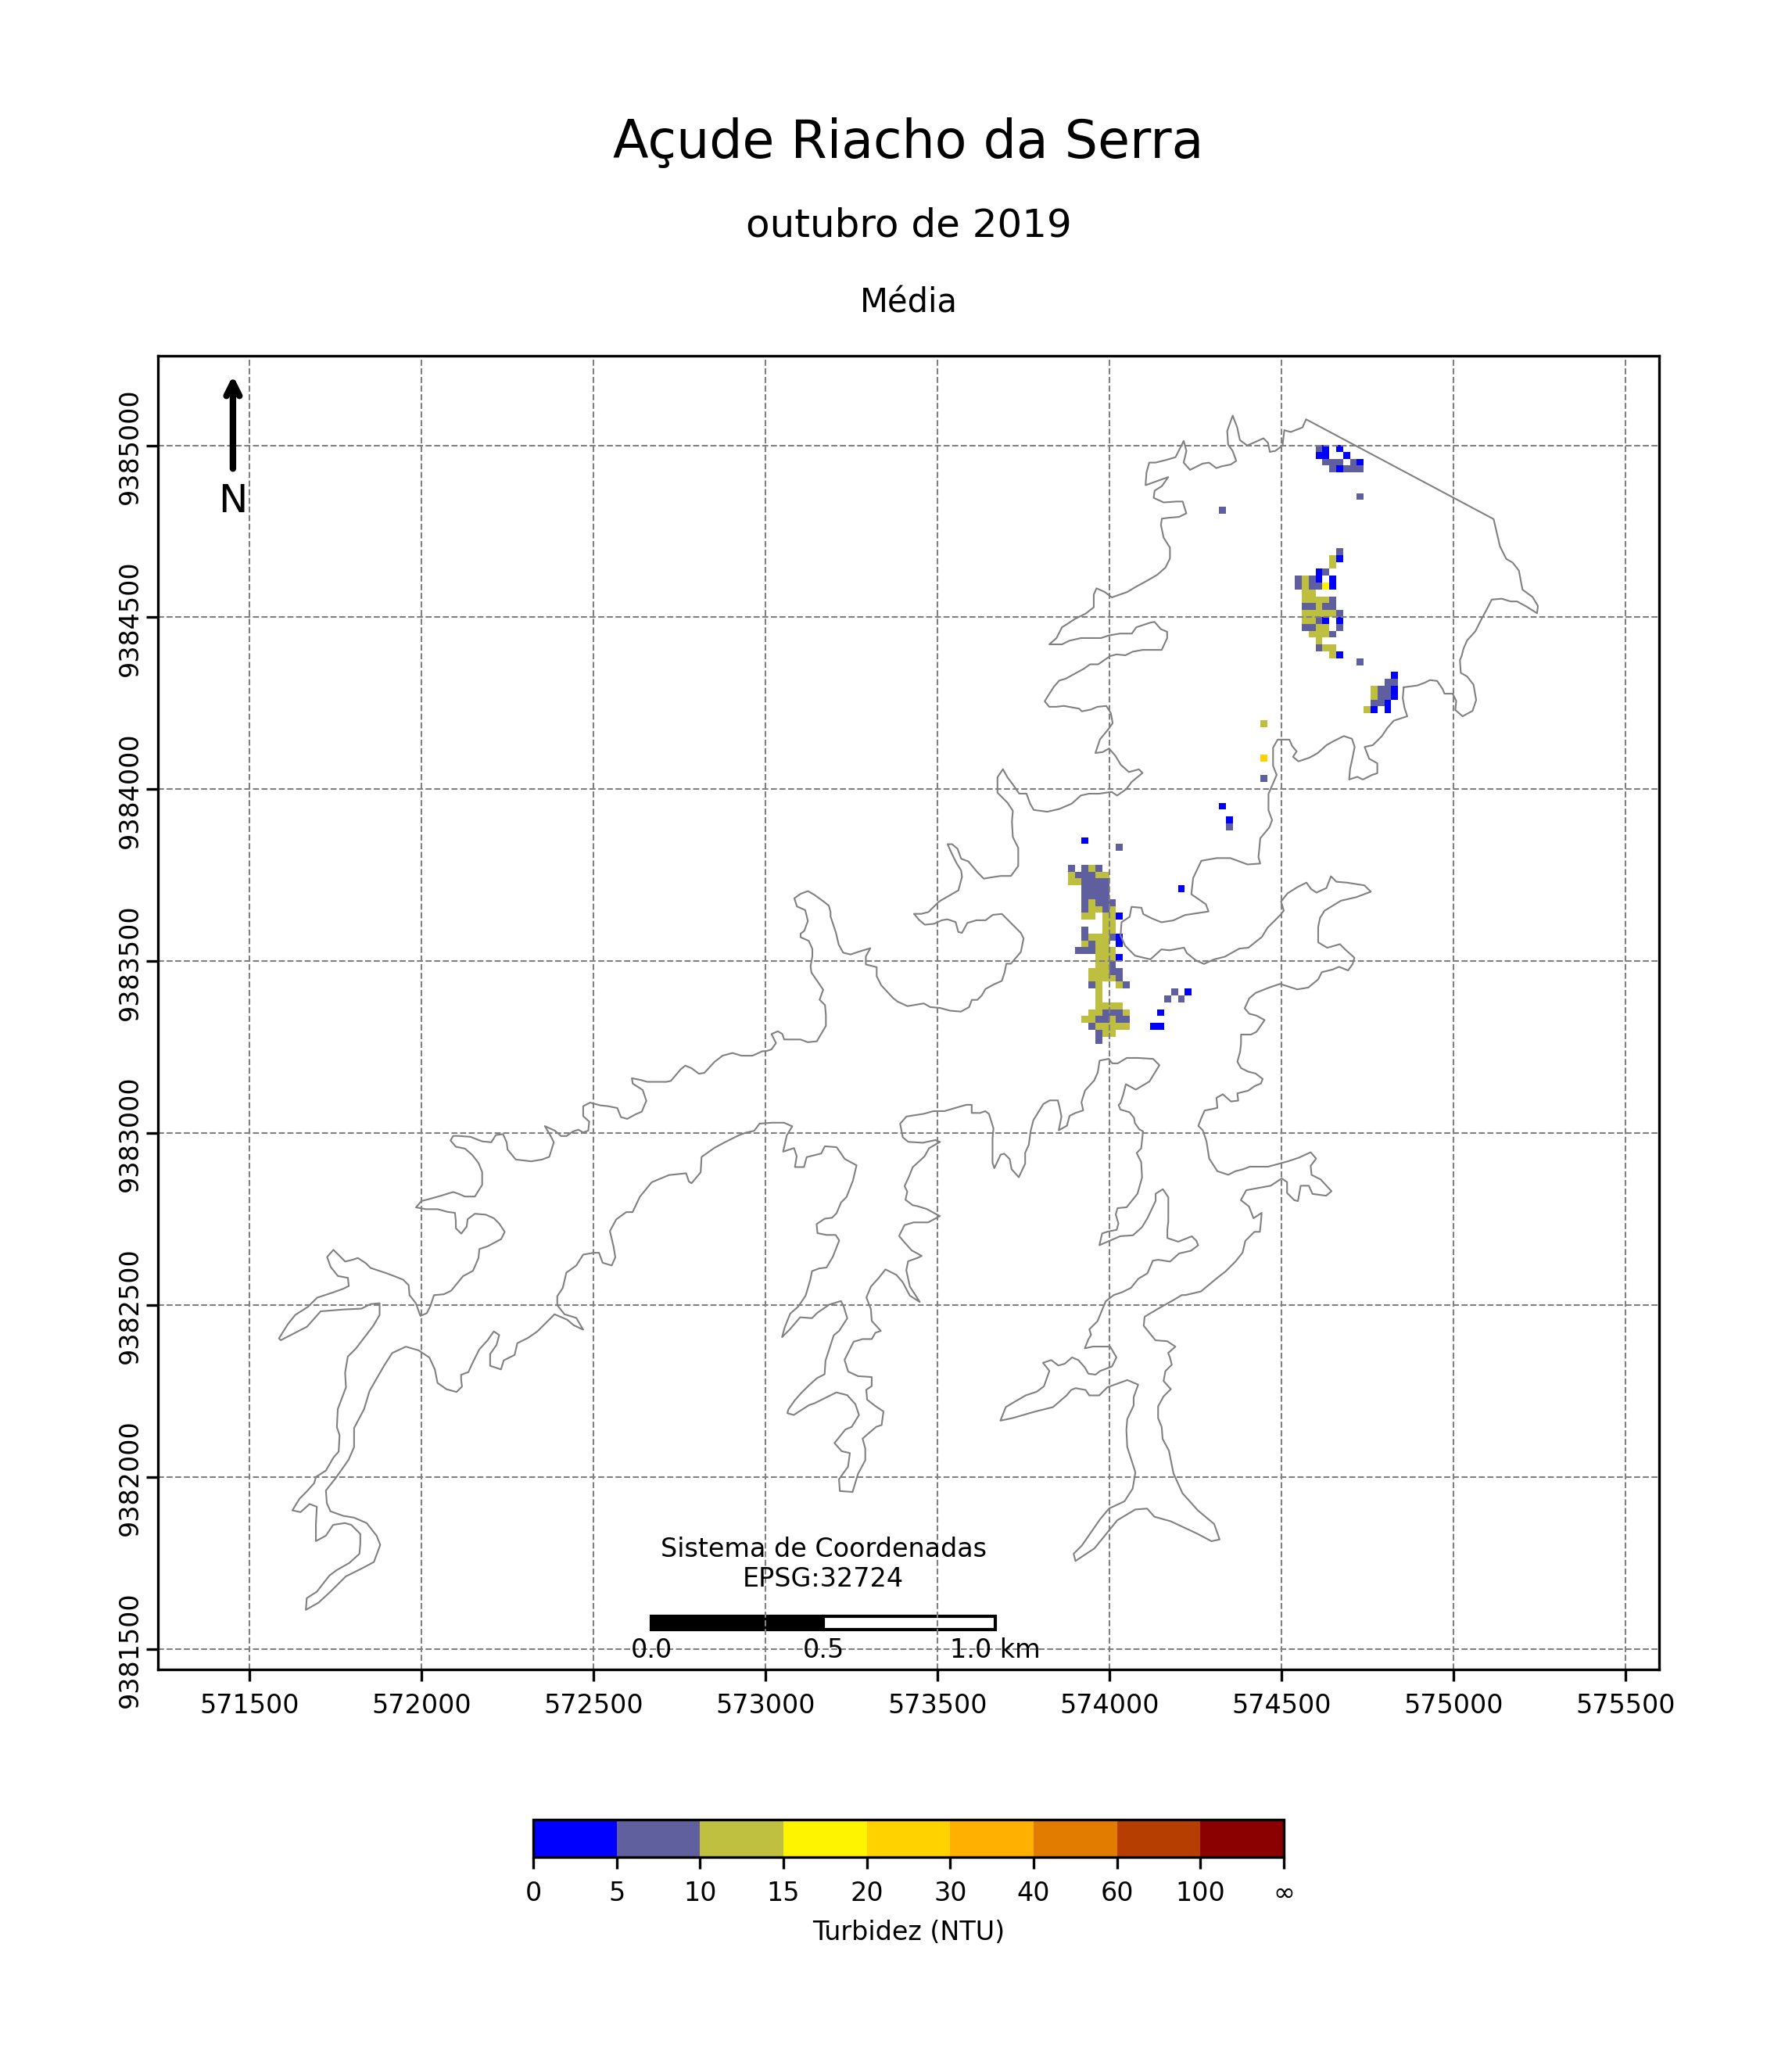 Açude Riacho da Serra
outubro de 2019
Média
N
9385000
9384500
9384000
9383500
9383000
9382500
9382000
9381500
Sistema de Coordenadas
EPSG:32724
0.0 0.5 1.0 km
571500 572000 572500 573000 573500 574000 574500 575000 575500
0 5 10 15 20 30 40 60 100 ∞
Turbidez (NTU)